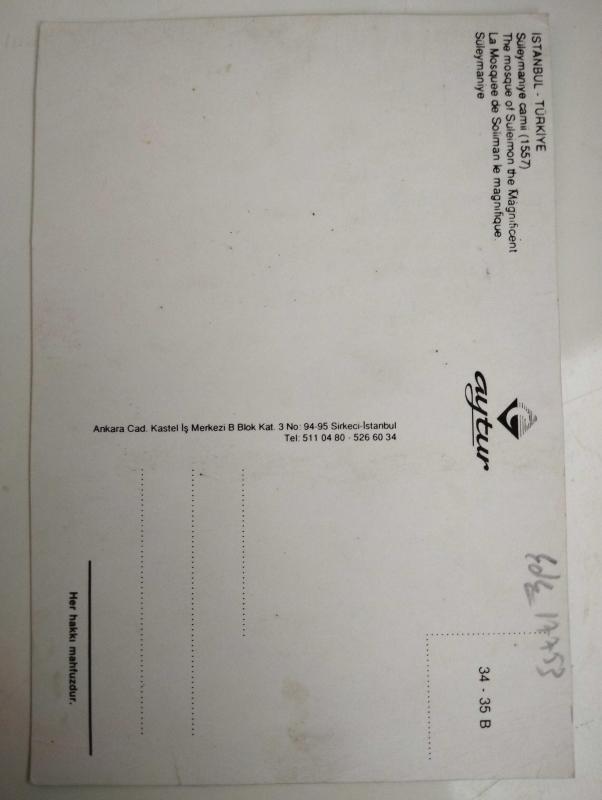 ISTANBUL - TÜRKİYE
Süleymaniye camii (1557)
The mosque of Suleimon the Magnificent
La Mosquee de Soliman le magnifique.
Süleymaniye
aytur
Ankara Cad. Kastel İş Merkezi B Blok Kat. 3 No: 94-95 Sirkeci-İstanbul
Tel: 511 04 80 - 526 60 34
34 - 35 B
Her hakkı mahfuzdur.